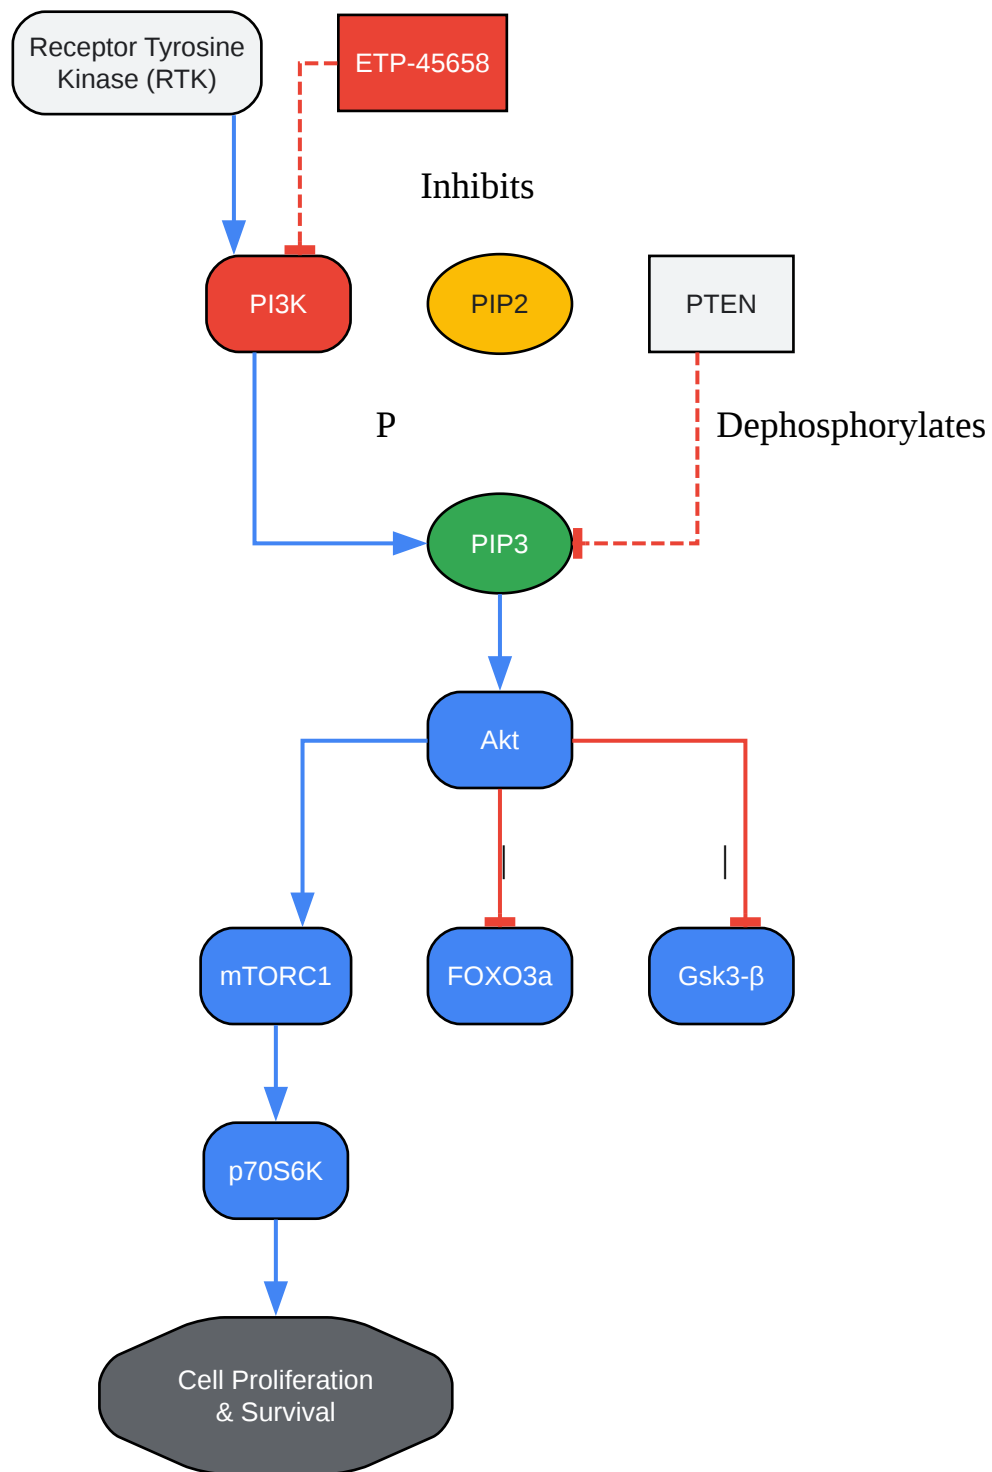 Receptor Tyrosine
Kinase (RTK)
ETP-45658
Inhibits
PI3K
PIP2
PTEN
P
Dephosphorylates
PIP3
Akt
|
|
mTORC1
FOXO3a
Gsk3-β
p70S6K
Cell Proliferation
& Survival